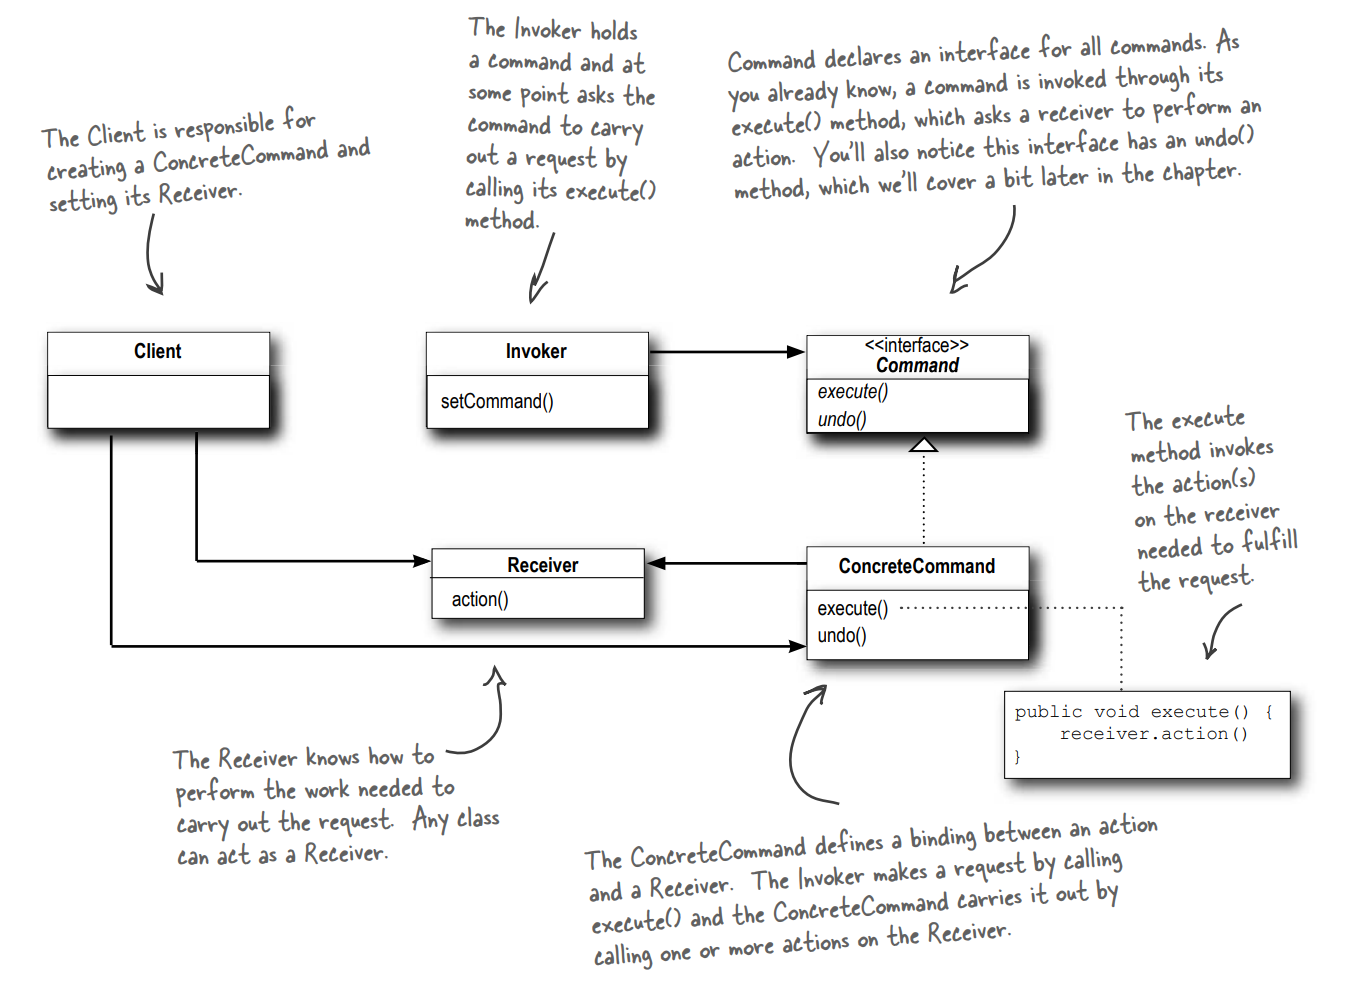 The Client is responsible for
creating a ConcreteCommand and
setting its Receiver.
The Invoker holds
a command and at
some point asks the
command to carry
out a request by
calling its execute()
method.
Command declares an interface for all commands. As
you already know, a command is invoked through its
execute() method, which asks a receiver to perform an
action. You'll also notice this interface has an undo()
method, which we'll cover a bit later in the chapter.
Client
Invoker
setCommand()
<<interface>>
Command
execute()
undo()
The execute
method invokes
the action(s)
on the receiver
needed to fulfill
the request.
Receiver
action()
ConcreteCommand
execute()
undo()
public void execute() {
receiver.action()
}
The Receiver knows how to
perform the work needed to
carry out the request. Any class
can act as a Receiver.
The ConcreteCommand defines a binding between an action
and a Receiver. The Invoker makes a request by calling
execute() and the ConcreteCommand carries it out by
calling one or more actions on the Receiver.